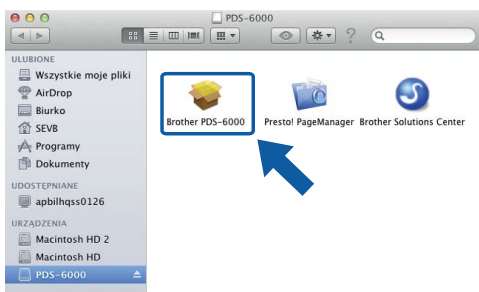 PDS-6000
ULUBIONE
Wszystkie moje pliki
AirDrop
Biurko
SEVB
Programy
Dokumenty
UDOSTĘPNIANE
apbilhqss0126
URZĄDZENIA
Macintosh HD 2
Macintosh HD
PDS-6000
Brother PDS-6000 Presto! PageManager Brother Solutions Center